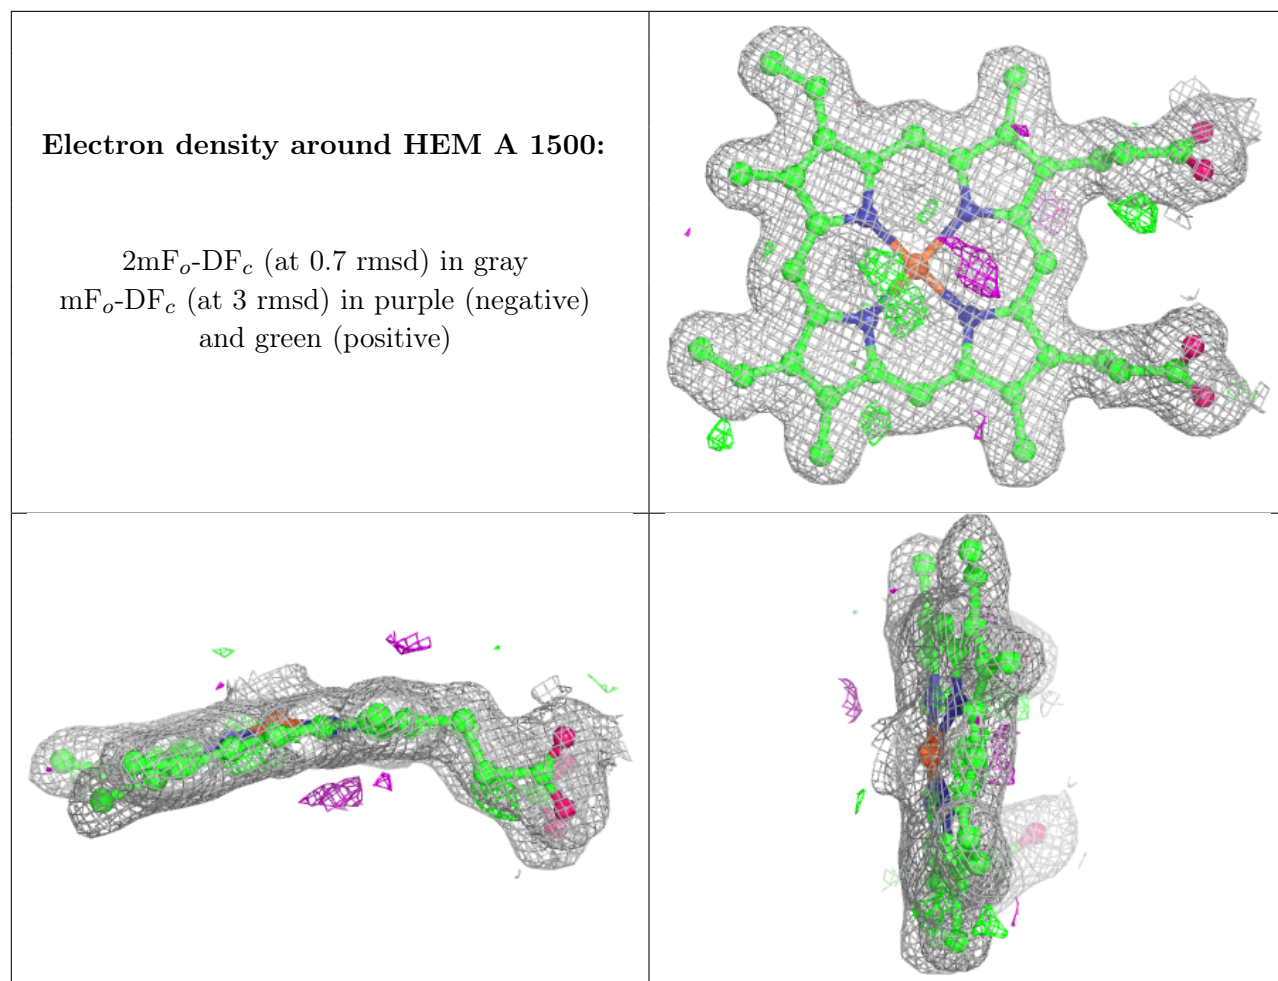 Electron density around HEM A 1500:
2mFo-DFc (at 0.7 rmsd) in gray
mFo-DFc (at 3 rmsd) in purple (negative)
and green (positive)